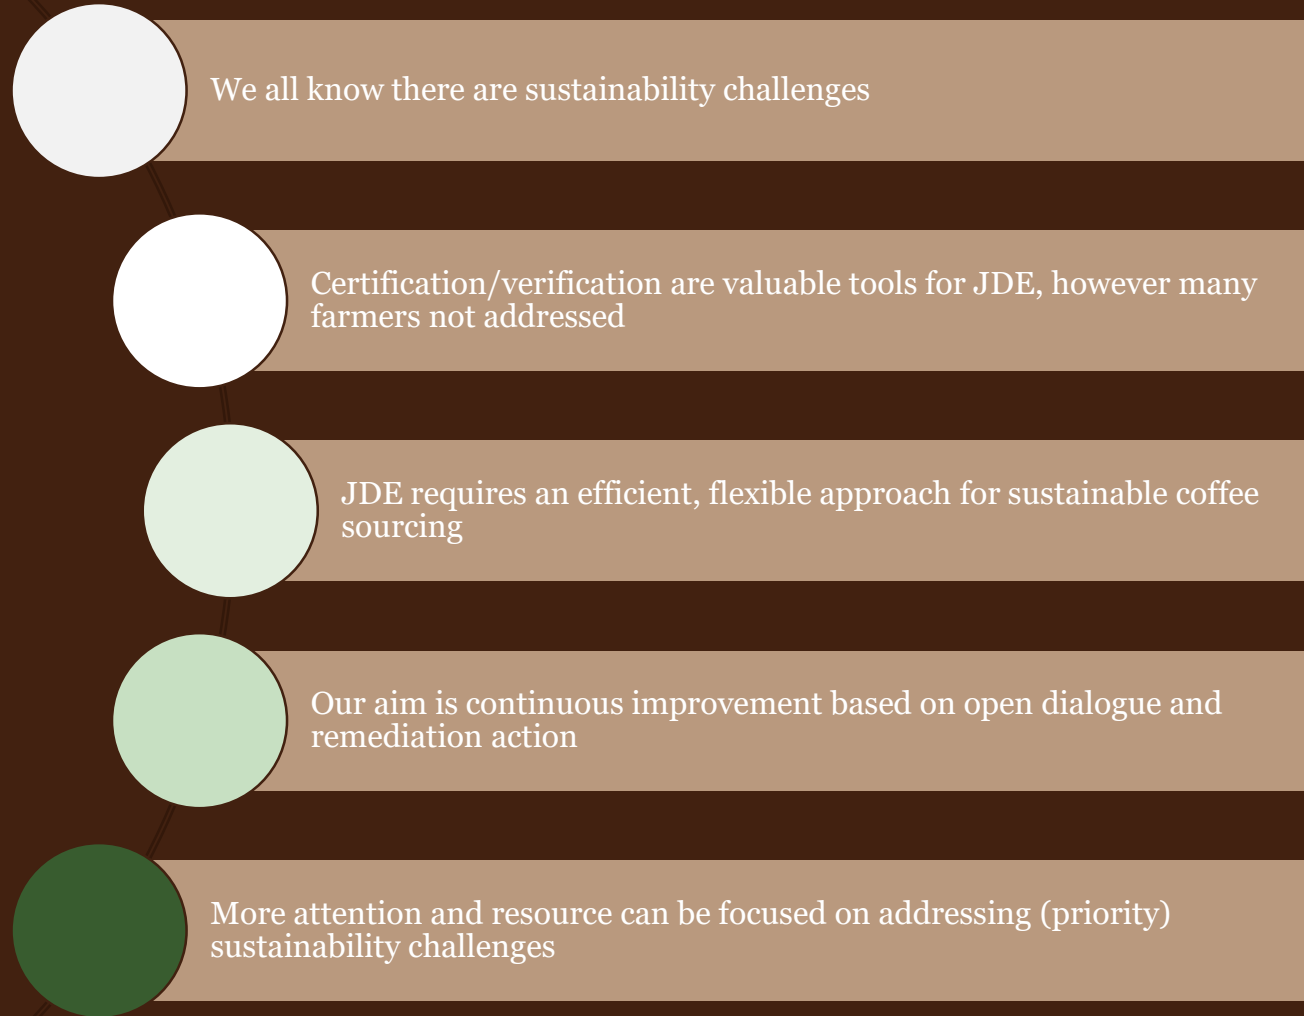 We all know there are sustainability challenges
Certification/verification are valuable tools for JDE, however many
farmers not addressed
JDE requires an efficient, flexible approach for sustainable coffee
sourcing
Our aim is continuous improvement based on open dialogue and
remediation action
More attention and resource can be focused on addressing (priority)
sustainability challenges